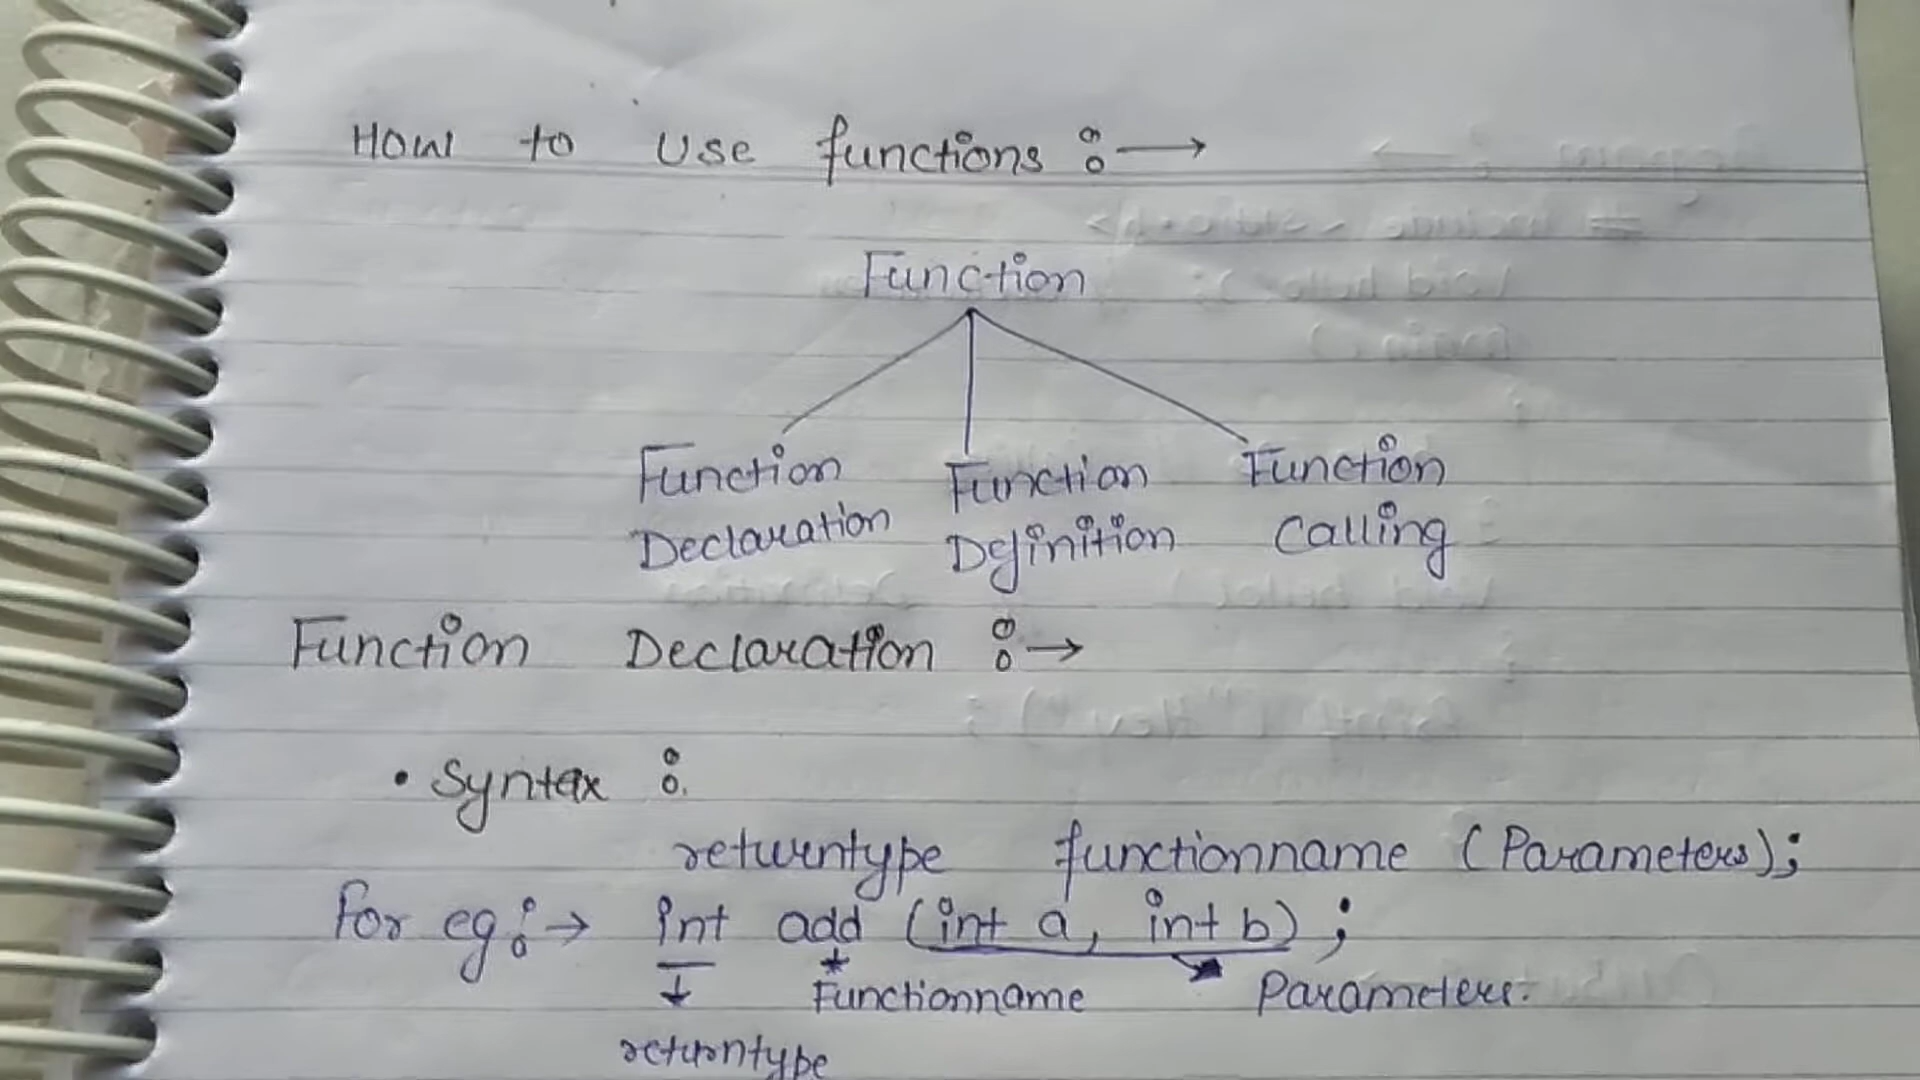 How to Use functions :→
Function
Function Function Function
Declaration Definition Calling
Function Declaration :→
• Syntax :
returntype functionname (Parameters);
for eg :→ int add (int a, int b) ;
Functionname Parameters.
returntype